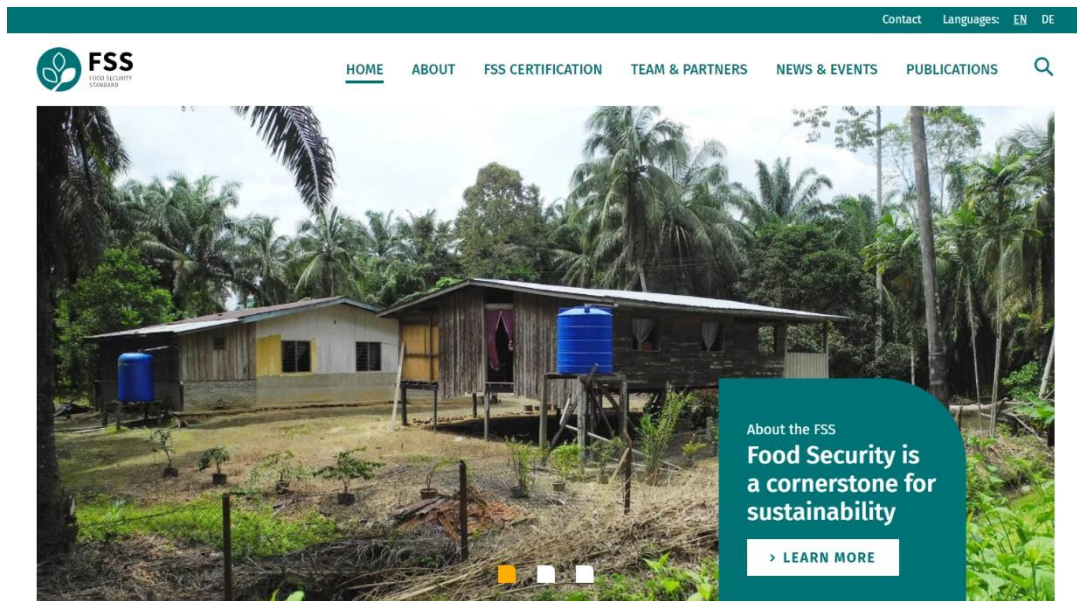 Contact Languages: EN DE
FSS
FOOD SECURITY
STANDARD
HOME ABOUT FSS CERTIFICATION TEAM & PARTNERS NEWS & EVENTS PUBLICATIONS
About the FSS
Food Security is
a cornerstone for
sustainability
> LEARN MORE